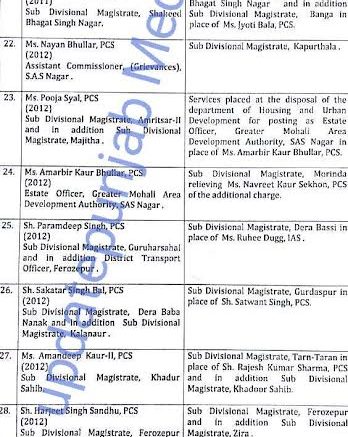 (2011)
Sub Divisional Magistrate, Shaheed
Bhagat Singh Nagar.
Bhagat Singh Nagar and in addition
Sub Divisional Magistrate, Banga in
place of Ms. Jyoti Bala, PCS.
22.
Ms. Nayan Bhullar, PCS
(2012)
Assistant Commissioner, (Grievances),
S.A.S Nagar.
Sub Divisional Magistrate, Kapurthala.
23.
Ms. Pooja Syal, PCS
(2012)
Sub Divisional Magistrate, Amritsar-II
and in addition Sub Divisional
Magistrate, Majitha.
Services placed at the disposal of the
department of Housing and Urban
Development for posting as Estate
Officer, Greater Mohali Area
Development Authority, SAS Nagar in
place of Ms. Amarbir Kaur Bhullar, PCS.
24.
Ms. Amarbir Kaur Bhullar, PCS
(2012)
Estate Officer, Greater Mohali Area
Development Authority, SAS Nagar.
Sub Divisional Magistrate, Morinda
relieving Ms. Navreet Kaur Sekhon, PCS
of the additional charge.
25.
Sh. Paramdeep Singh, PCS
(2012)
Sub Divisional Magistrate, Guruharsahai
and in addition District Transport
Officer, Ferozepur.
Sub Divisional Magistrate, Dera Bassi in
place of Ms. Ruhee Dugg, IAS.
26.
Sh. Sakatar Singh Bal, PCS
(2012)
Sub Divisional Magistrate, Dera Baba
Nanak and in addition Sub Divisional
Magistrate, Kalanaur.
Sub Divisional Magistrate, Gurdaspur in
place of Sh. Satwant Singh, PCS.
27.
Ms. Amandeep Kaur-II, PCS
(2012)
Sub Divisional Magistrate, Khadur
Sahib.
Sub Divisional Magistrate, Tarn-Taran in
place of Sh. Rajesh Kumar Sharma, PCS
and in addition Sub Divisional
Magistrate, Khadoor Sahib.
28.
Sh. Harjeet Singh Sandhu, PCS
(2012)
Sub Divisional Magistrate, Ferozepur
Sub Divisional Magistrate, Ferozepur
and in addition Sub Divisional
Magistrate, Zira.
updatepunjab Med